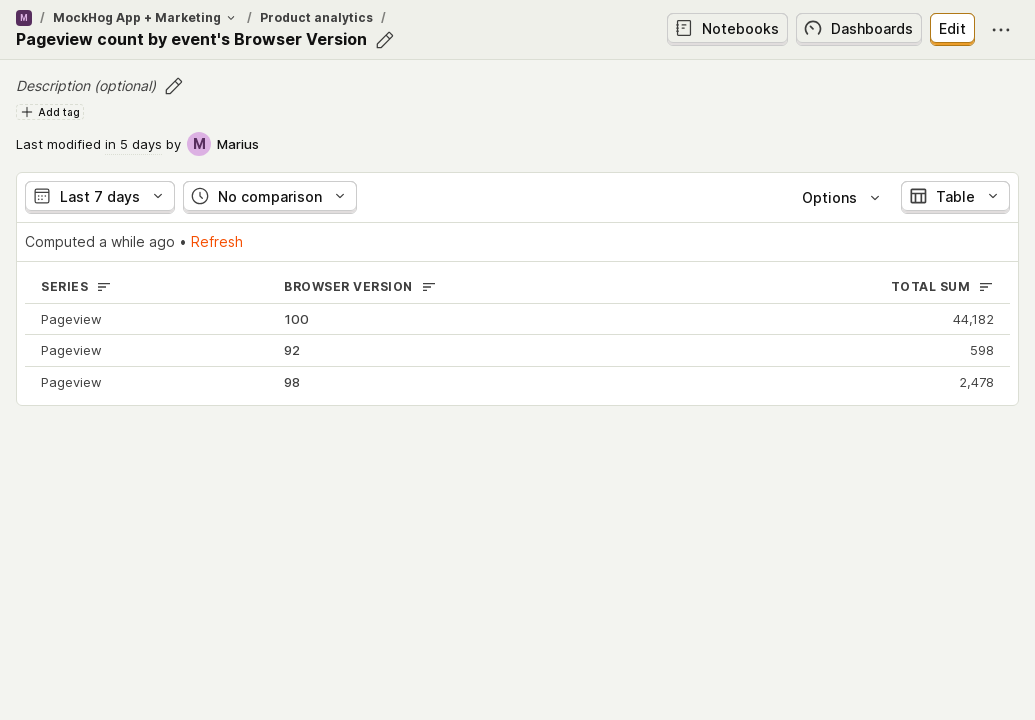 M / MockHog App + Marketing / Product analytics /
Pageview count by event's Browser Version
Notebooks Dashboards Edit
Description (optional)
Add tag
Last modified in 5 days by M Marius
Last 7 days No comparison Options Table
Computed a while ago • Refresh
SERIES BROWSER VERSION TOTAL SUM
Pageview 100 44,182
Pageview 92 598
Pageview 98 2,478